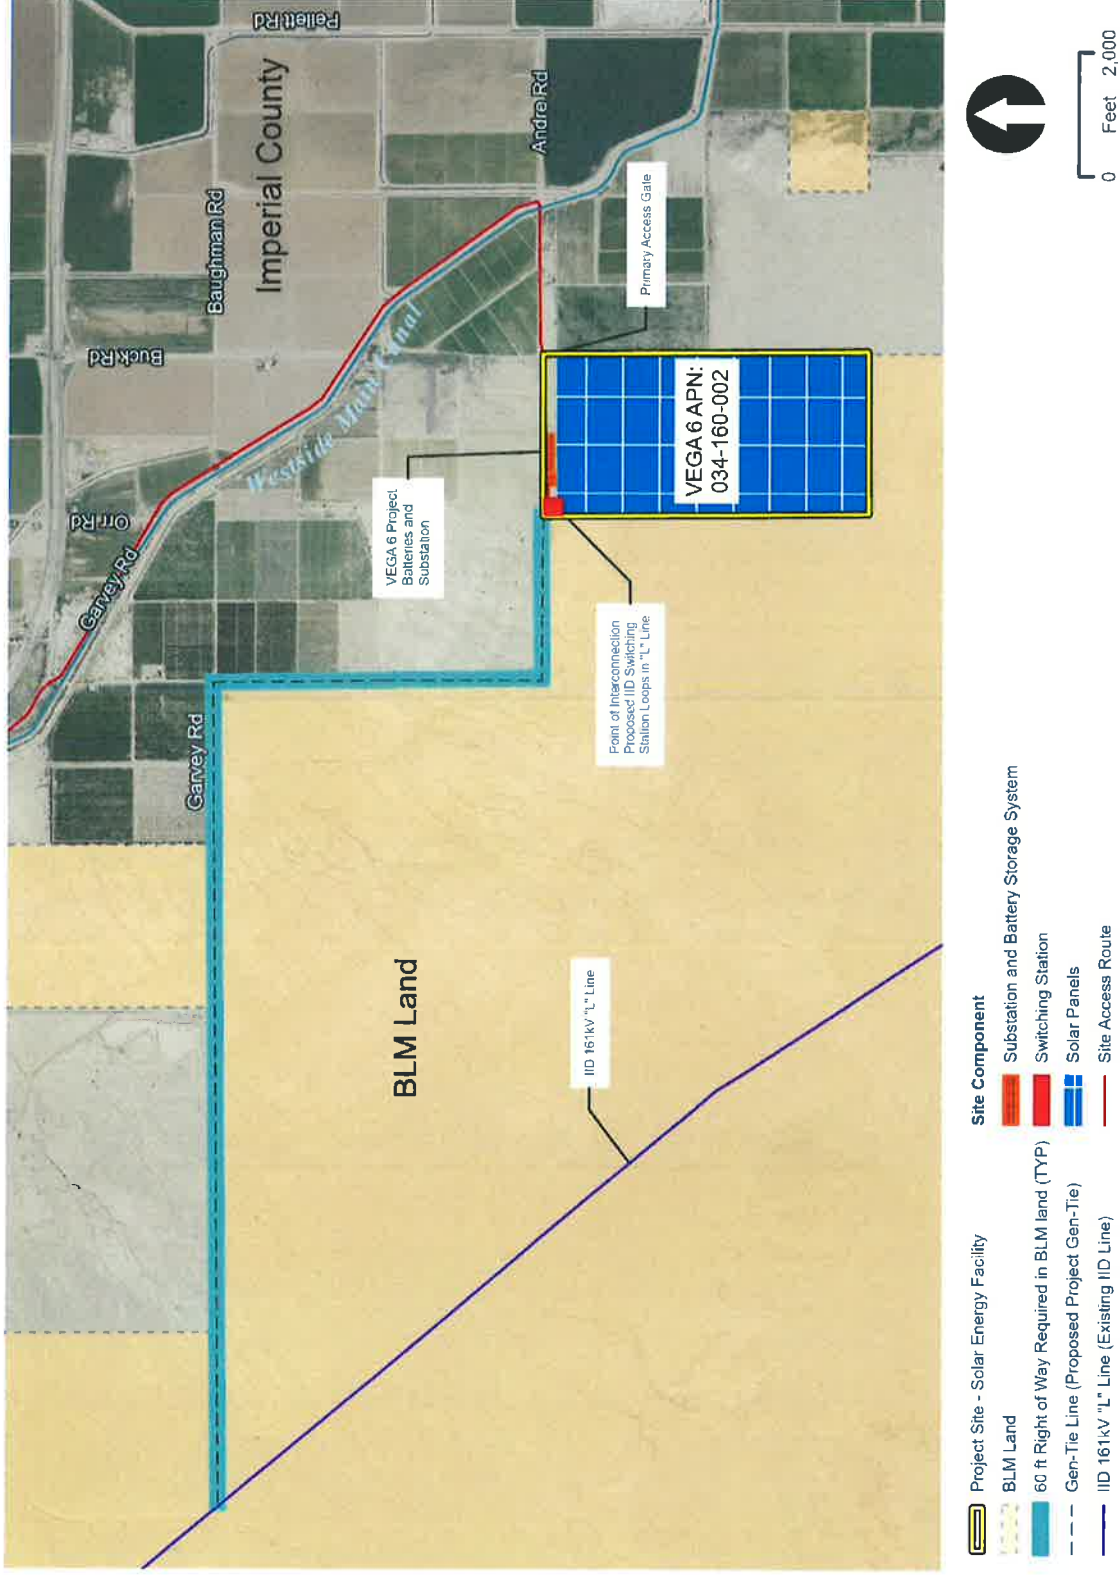 Pellett Rd
Imperial County
Andre Rd
Baughman Rd
Buck Rd
Westside Main Canal
Primary Access Gate
Orr Rd
Garvey Rd
VEGA 6 Project
Batteries and
Substation
VEGA 6 APN:
034-160-002
Garvey Rd
Point of Interconnection
Proposed IID Switching
Station Loops in "L" Line
BLM Land
IID 161kV "L" Line
Project Site - Solar Energy Facility
BLM Land
60 ft Right of Way Required in BLM land (TYP)
Gen-Tie Line (Proposed Project Gen-Tie)
IID 161kV "L" Line (Existing IID Line)
Site Component
Substation and Battery Storage System
Switching Station
Solar Panels
Site Access Route
0 Feet 2,000